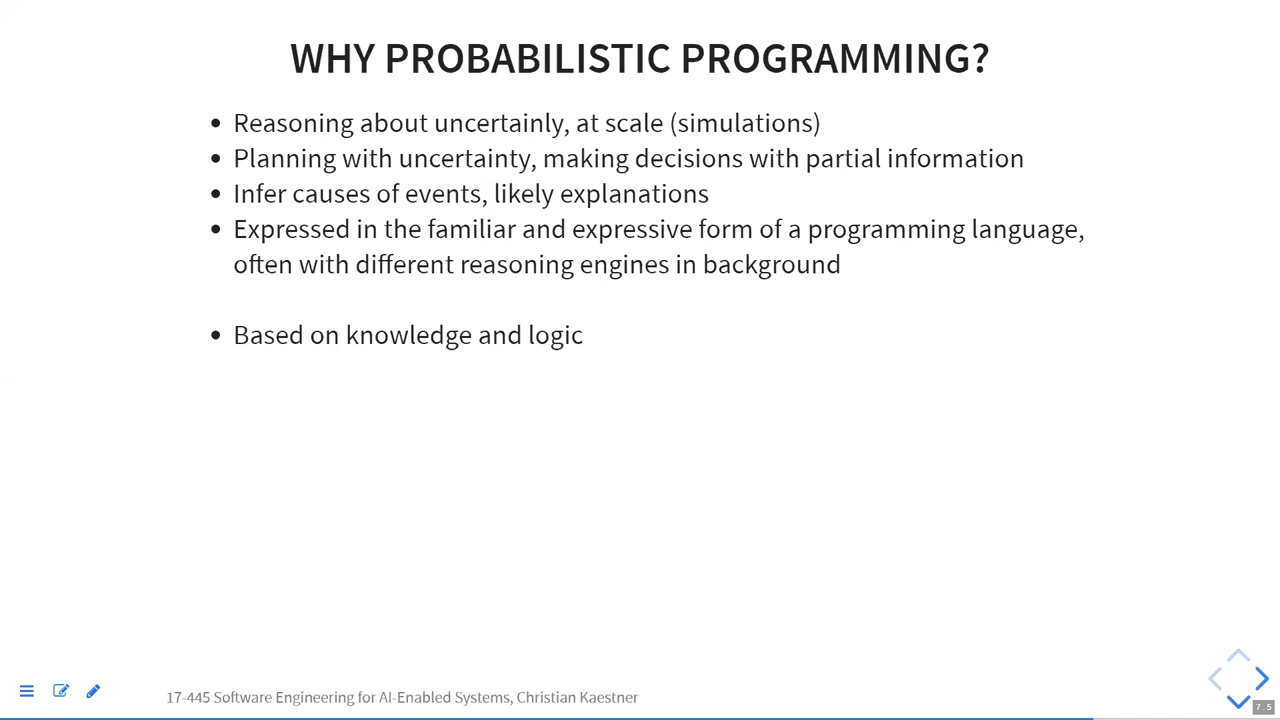 WHY PROBABILISTIC PROGRAMMING?
• Reasoning about uncertainly, at scale (simulations)
• Planning with uncertainty, making decisions with partial information
• Infer causes of events, likely explanations
• Expressed in the familiar and expressive form of a programming language,
often with different reasoning engines in background
• Based on knowledge and logic
17-445 Software Engineering for AI-Enabled Systems, Christian Kaestner
7.5